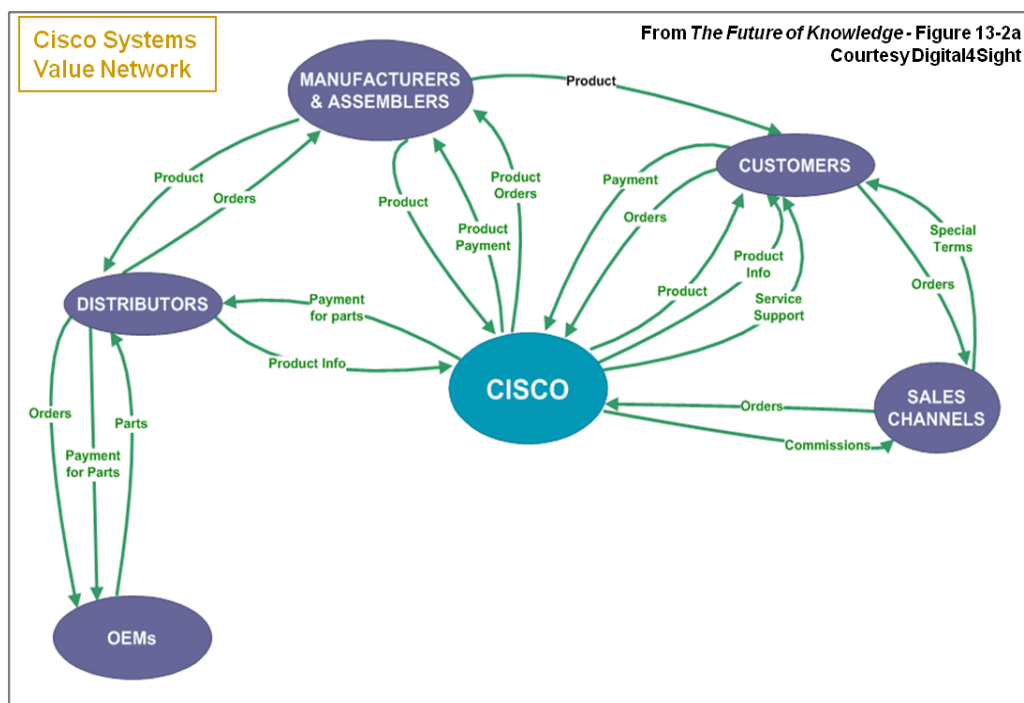 Cisco Systems
Value Network
From The Future of Knowledge - Figure 13-2a
Courtesy Digital4Sight
MANUFACTURERS
& ASSEMBLERS
Product
CUSTOMERS
Product
Orders
Product
Product
Orders
Product
Payment
Payment
Orders
Special
Terms
Orders
Product
Info
Product
Service
Support
DISTRIBUTORS
Payment
for parts
Product Info
CISCO
SALES
CHANNELS
Orders
Commissions
Orders
Parts
Payment
for Parts
OEMs